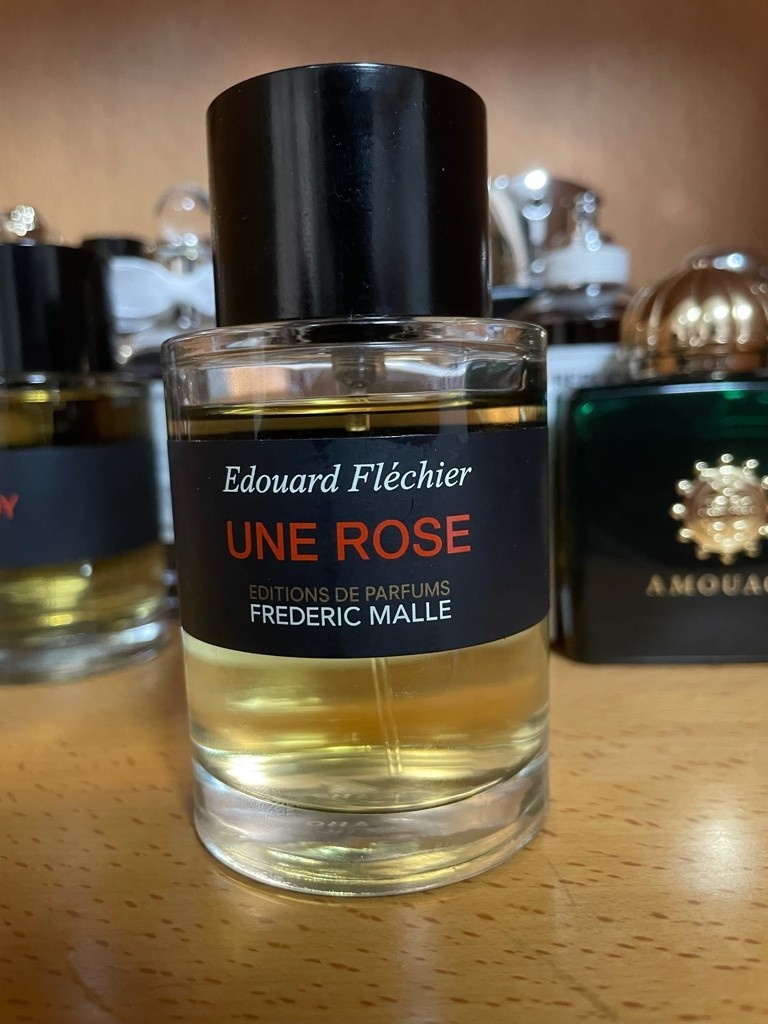 Edouard Fléchier
UNE ROSE
EDITIONS DE PARFUMS
FREDERIC MALLE
AMOUAG